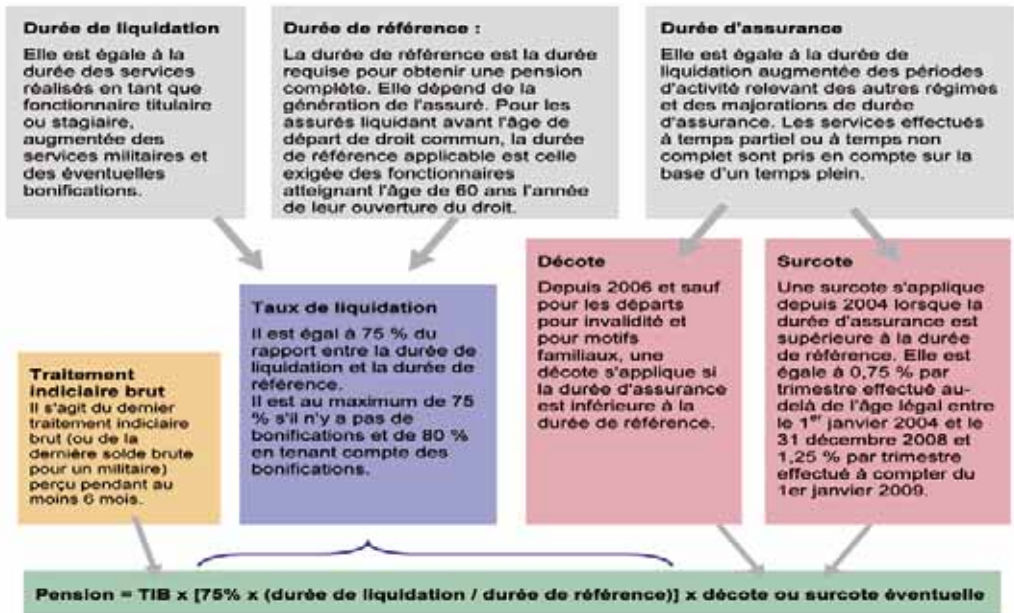 Durée de liquidation
Elle est égale à la
durée des services
réalisés en tant que
fonctionnaire titulaire
ou stagiaire,
augmentée des
services militaires et
des éventuelles
bonifications.
Durée de référence :
La durée de référence est la durée
requise pour obtenir une pension
complète. Elle dépend de la
génération de l'assuré. Pour les
assurés liquidant avant l'âge de
départ de droit commun, la durée
de référence applicable est celle
exigée des fonctionnaires
atteignant l'âge de 60 ans l'année
de leur ouverture du droit.
Durée d'assurance
Elle est égale à la durée de
liquidation augmentée des périodes
d'activité relevant des autres régimes
et des majorations de durée
d'assurance. Les services effectués
à temps partiel ou à temps non
complet sont pris en compte sur la
base d'un temps plein.
Traitement
indiciaire brut
Il s'agit du dernier
traitement indiciaire
brut (ou de la
dernière solde brute
pour un militaire)
perçu pendant au
moins 6 mois.
Taux de liquidation
Il est égal à 75 % du
rapport entre la durée de
liquidation et la durée de
référence.
Il est au maximum de 75
% s'il n'y a pas de
bonifications et de 80 %
en tenant compte des
bonifications.
Décote
Depuis 2006 et sauf
pour les départs
pour invalidité et
pour motifs
familiaux, une
décote s'applique si
la durée d'assurance
est inférieure à la
durée de référence.
Surcote
Une surcote s'applique
depuis 2004 lorsque la
durée d'assurance est
supérieure à la durée
de référence. Elle est
égale à 0,75 % par
trimestre effectué au-
delà de l'âge légal entre
le 1er janvier 2004 et le
31 décembre 2008 et
1,25 % par trimestre
effectué à compter du
1er janvier 2009.
Pension = TIB x [75% x (durée de liquidation / durée de référence)] x décote ou surcote éventuelle